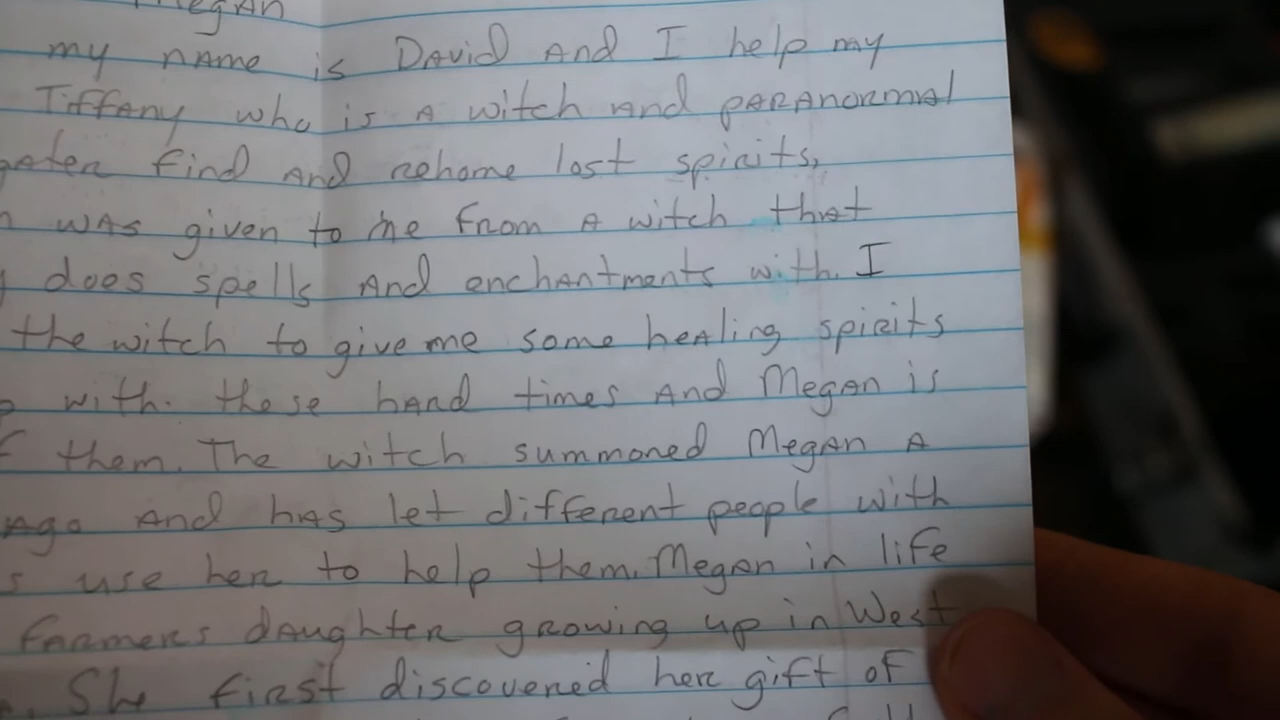 Megan
my name is David And I help my
Tiffany who is A witch and paranormal
find And rehome lost spirits,
was given to me from A witch that
does spells And enchantments with. I
the witch to give me some healing spirits
with. these hard times And Megan is
them. The witch summoned Megan A
Ago And has let different people with
use her to help them. Megan in life
farmers daughter growing up in West
She first discovered her gift of